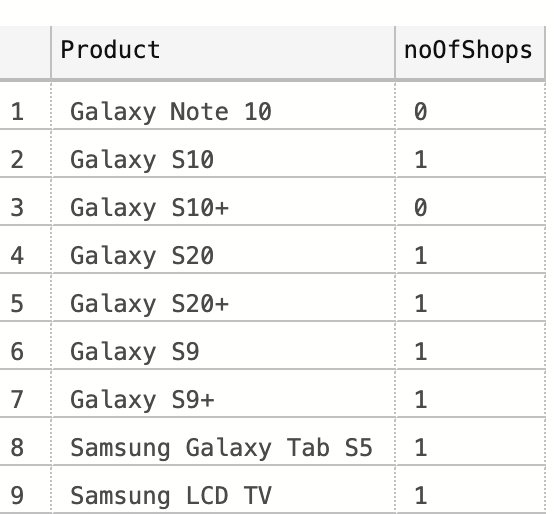 Product noOfShops
1 Galaxy Note 10 0
2 Galaxy S10 1
3 Galaxy S10+ 0
4 Galaxy S20 1
5 Galaxy S20+ 1
6 Galaxy S9 1
7 Galaxy S9+ 1
8 Samsung Galaxy Tab S5 1
9 Samsung LCD TV 1